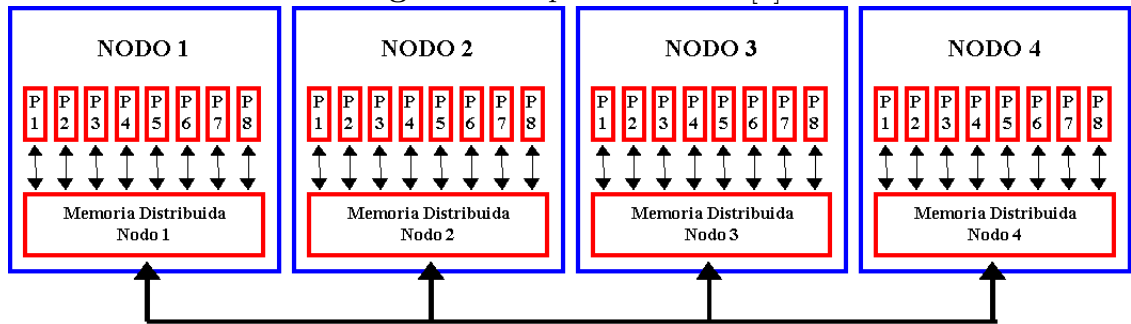 NODO 1
P 1 P 2 P 3 P 4 P 5 P 6 P 7 P 8
Memoria Distribuida
Nodo 1
NODO 2
P 1 P 2 P 3 P 4 P 5 P 6 P 7 P 8
Memoria Distribuida
Nodo 2
NODO 3
P 1 P 2 P 3 P 4 P 5 P 6 P 7 P 8
Memoria Distribuida
Nodo 3
NODO 4
P 1 P 2 P 3 P 4 P 5 P 6 P 7 P 8
Memoria Distribuida
Nodo 4